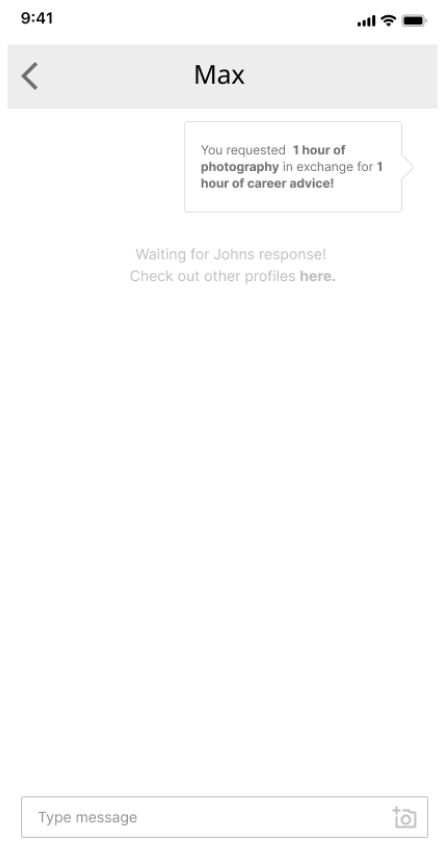 9:41
Max
You requested 1 hour of
photography in exchange for 1
hour of career advice!
Waiting for Johns response!
Check out other profiles here.
Type message